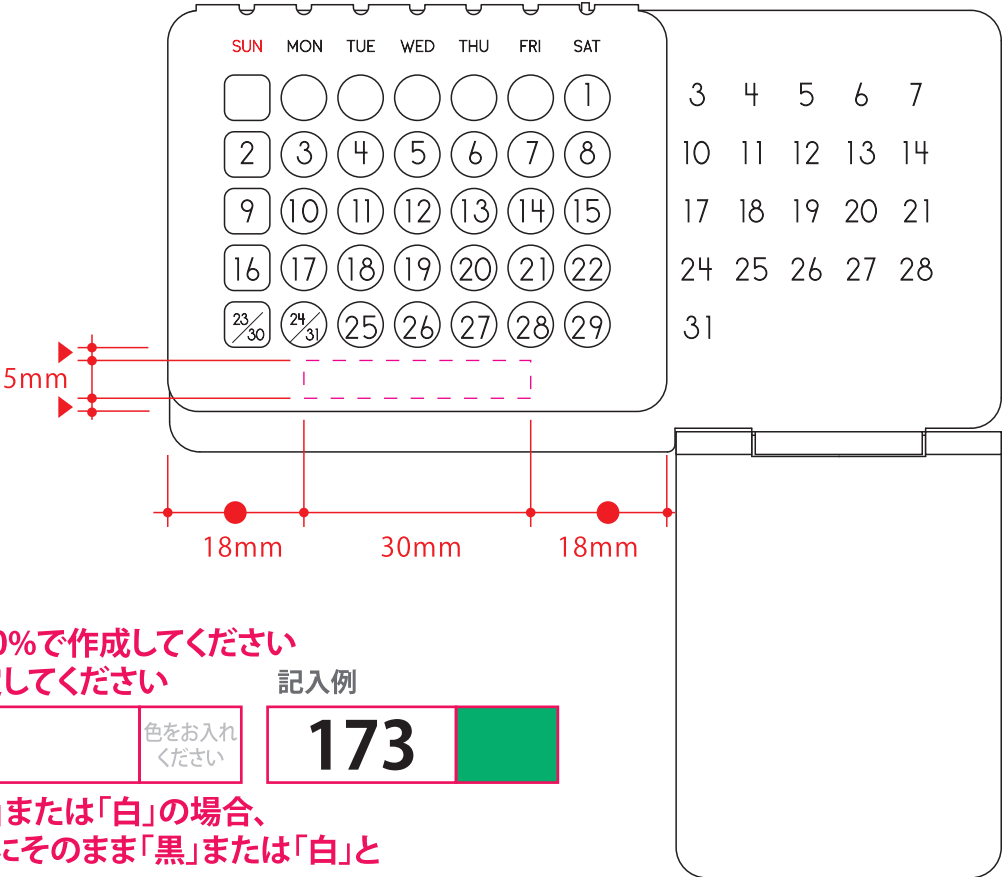 SUN MON TUE WED THU FRI SAT
1
2 3 4 5 6 7 8
9 10 11 12 13 14 15
16 17 18 19 20 21 22
23/30 24/31 25 26 27 28 29
3 4 5 6 7
10 11 12 13 14
17 18 19 20 21
24 25 26 27 28
31
5mm
18mm 30mm 18mm
0%で作成してください
してください
記入例
色をお入れ
ください
173
または「白」の場合、
にそのまま「黒」または「白」と